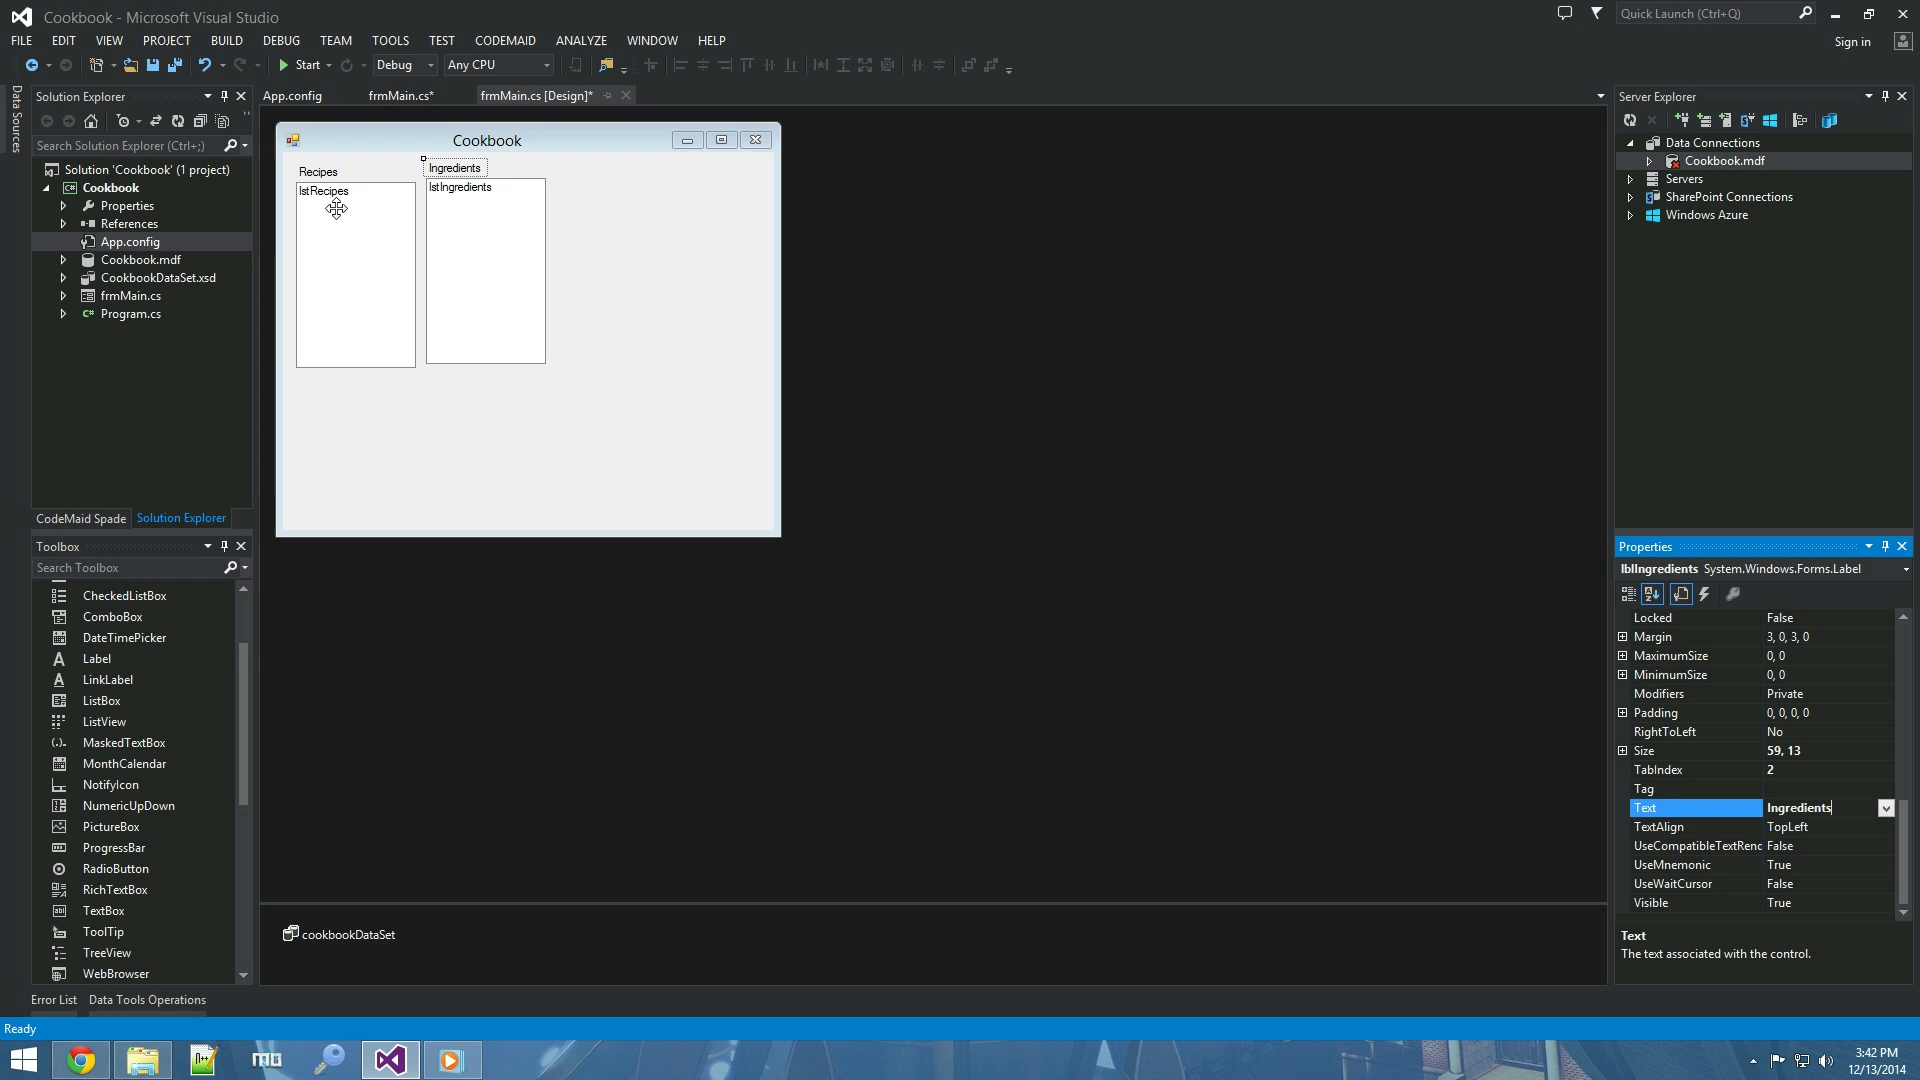 Cookbook - Microsoft Visual Studio
Quick Launch (Ctrl+Q)
FILE EDIT VIEW PROJECT BUILD DEBUG TEAM TOOLS TEST CODEMAID ANALYZE WINDOW HELP
Sign in
Start Debug Any CPU
Data Sources
Solution Explorer
Search Solution Explorer (Ctrl+;)
Solution 'Cookbook' (1 project)
Cookbook
Properties
References
App.config
Cookbook.mdf
CookbookDataSet.xsd
frmMain.cs
Program.cs
CodeMaid Spade Solution Explorer
Toolbox
Search Toolbox
CheckedListBox
ComboBox
DateTimePicker
Label
LinkLabel
ListBox
ListView
MaskedTextBox
MonthCalendar
NotifyIcon
NumericUpDown
PictureBox
ProgressBar
RadioButton
RichTextBox
TextBox
ToolTip
TreeView
WebBrowser
App.config frmMain.cs* frmMain.cs [Design]*
Cookbook
Recipes
lstRecipes
Ingredients
lstIngredients
cookbookDataSet
Server Explorer
Data Connections
Cookbook.mdf
Servers
SharePoint Connections
Windows Azure
Properties
lblIngredients System.Windows.Forms.Label
Locked False
Margin 3, 0, 3, 0
MaximumSize 0, 0
MinimumSize 0, 0
Modifiers Private
Padding 0, 0, 0, 0
RightToLeft No
Size 59, 13
TabIndex 2
Tag
Text Ingredients
TextAlign TopLeft
UseCompatibleTextRend False
UseMnemonic True
UseWaitCursor False
Visible True
Text
The text associated with the control.
Error List Data Tools Operations
Ready
3:42 PM
12/13/2014